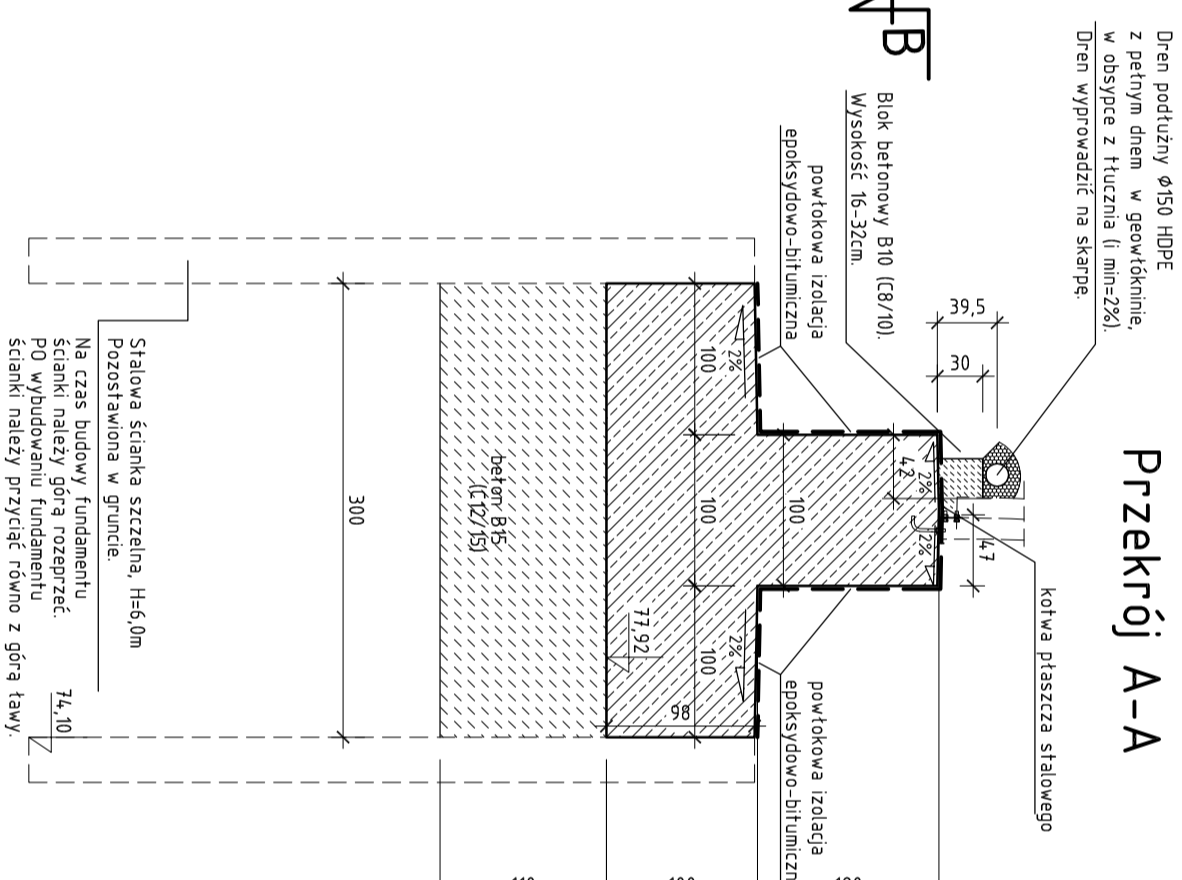 Przekrój A-A
Dren podłużny ϕ150 HDPE
z pełnym dnem w geowłókninie,
w obsypce z tłucznia (i min=2%).
Dren wyprowadzić na skarpę.
B
Blok betonowy B10 (C8/10).
Wysokość 16-32cm.
powłokowa izolacja
epoksydowo-bitumiczna
39,5
30
kotwa płaszcza stalowego
47
42
2%
2%
100
2%
100
100
100
2%
powłokowa izolacja
epoksydowo-bitumiczn
98
77,92
beton B15
(C12/15)
300
Stalowa ścianka szczelna, H=6,0m
Pozostawiona w gruncie.
Na czas budowy fundamentu
ścianki należy górą rozeprzeć.
PO wybudowaniu fundamentu
ścianki należy przyciąć równo z górą ławy.
74,10